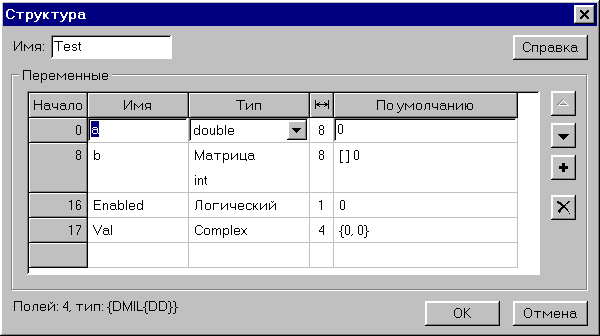 Структура
Имя: Test
Справка
Переменные
Начало Имя Тип По умолчанию
0 a double 8 0
8 b Матрица 8 [ ] 0
int
16 Enabled Логический 1 0
17 Val Complex 4 {0, 0}
Полей: 4, тип: {DMIL{DD}}
OK Отмена